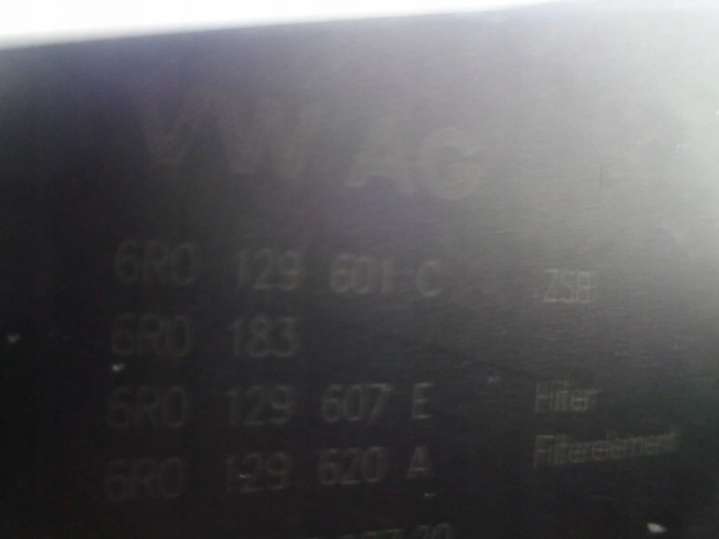 VW AG
6R0 129 601 C ZSB
6R0 183
6R0 129 607 E Filter
6R0 129 620 A Filterelement